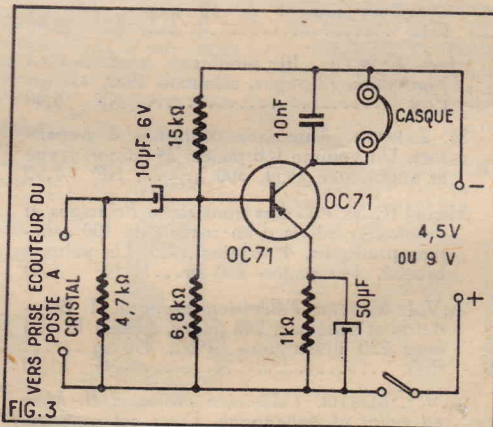 VERS PRISE ECOUTEUR DU
POSTE A
CRISTAL
4,7kΩ
10µF-6V
15kΩ
6,8kΩ
OC71
OC71
10nF
CASQUE
1kΩ
50µF
-
4,5V
ou 9 V
+
FIG.3